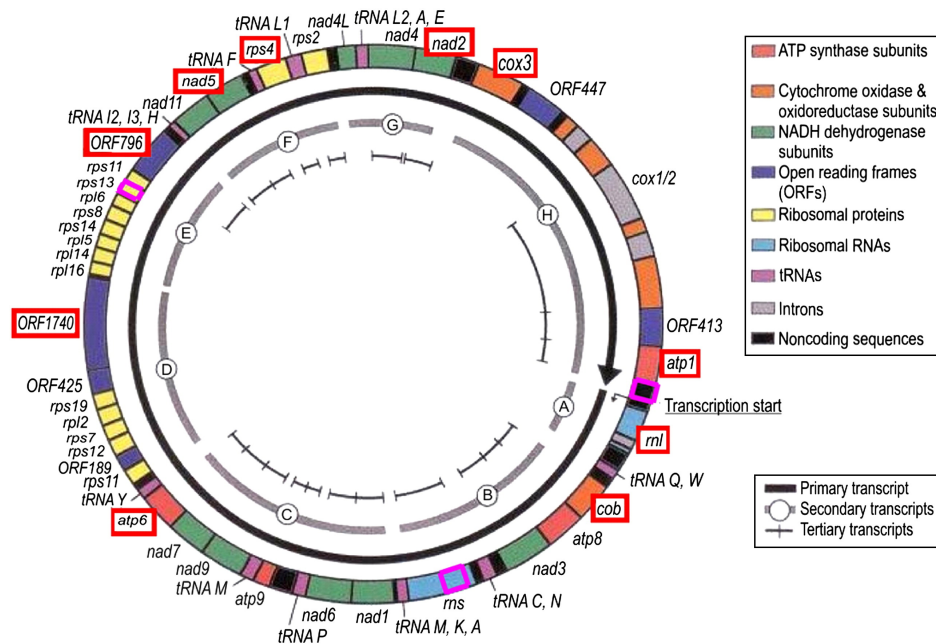 tRNA L1
nad4L
tRNA L2, A, E
rps2
nad4
rps4
nad2
tRNA F
cox3
nad5
ORF447
nad11
tRNA I2, I3, H
ORF796
rps11
rps13
rpl6
rps8
rps14
rpl5
rpl14
rpl16
cox1/2
ORF1740
ORF413
atp1
Transcription start
ORF425
rps19
rpl2
rps7
rps12
ORF189
rps11
tRNA Y
rnl
tRNA Q, W
cob
atp6
atp8
nad7
nad3
nad9
tRNA M
atp9
tRNA C, N
nad6
nad1
rns
tRNA P
tRNA M, K, A
G
F
H
E
D
A
B
C
ATP synthase subunits
Cytochrome oxidase &
oxidoreductase subunits
NADH dehydrogenase
subunits
Open reading frames
(ORFs)
Ribosomal proteins
Ribosomal RNAs
tRNAs
Introns
Noncoding sequences
Primary transcript
Secondary transcripts
Tertiary transcripts